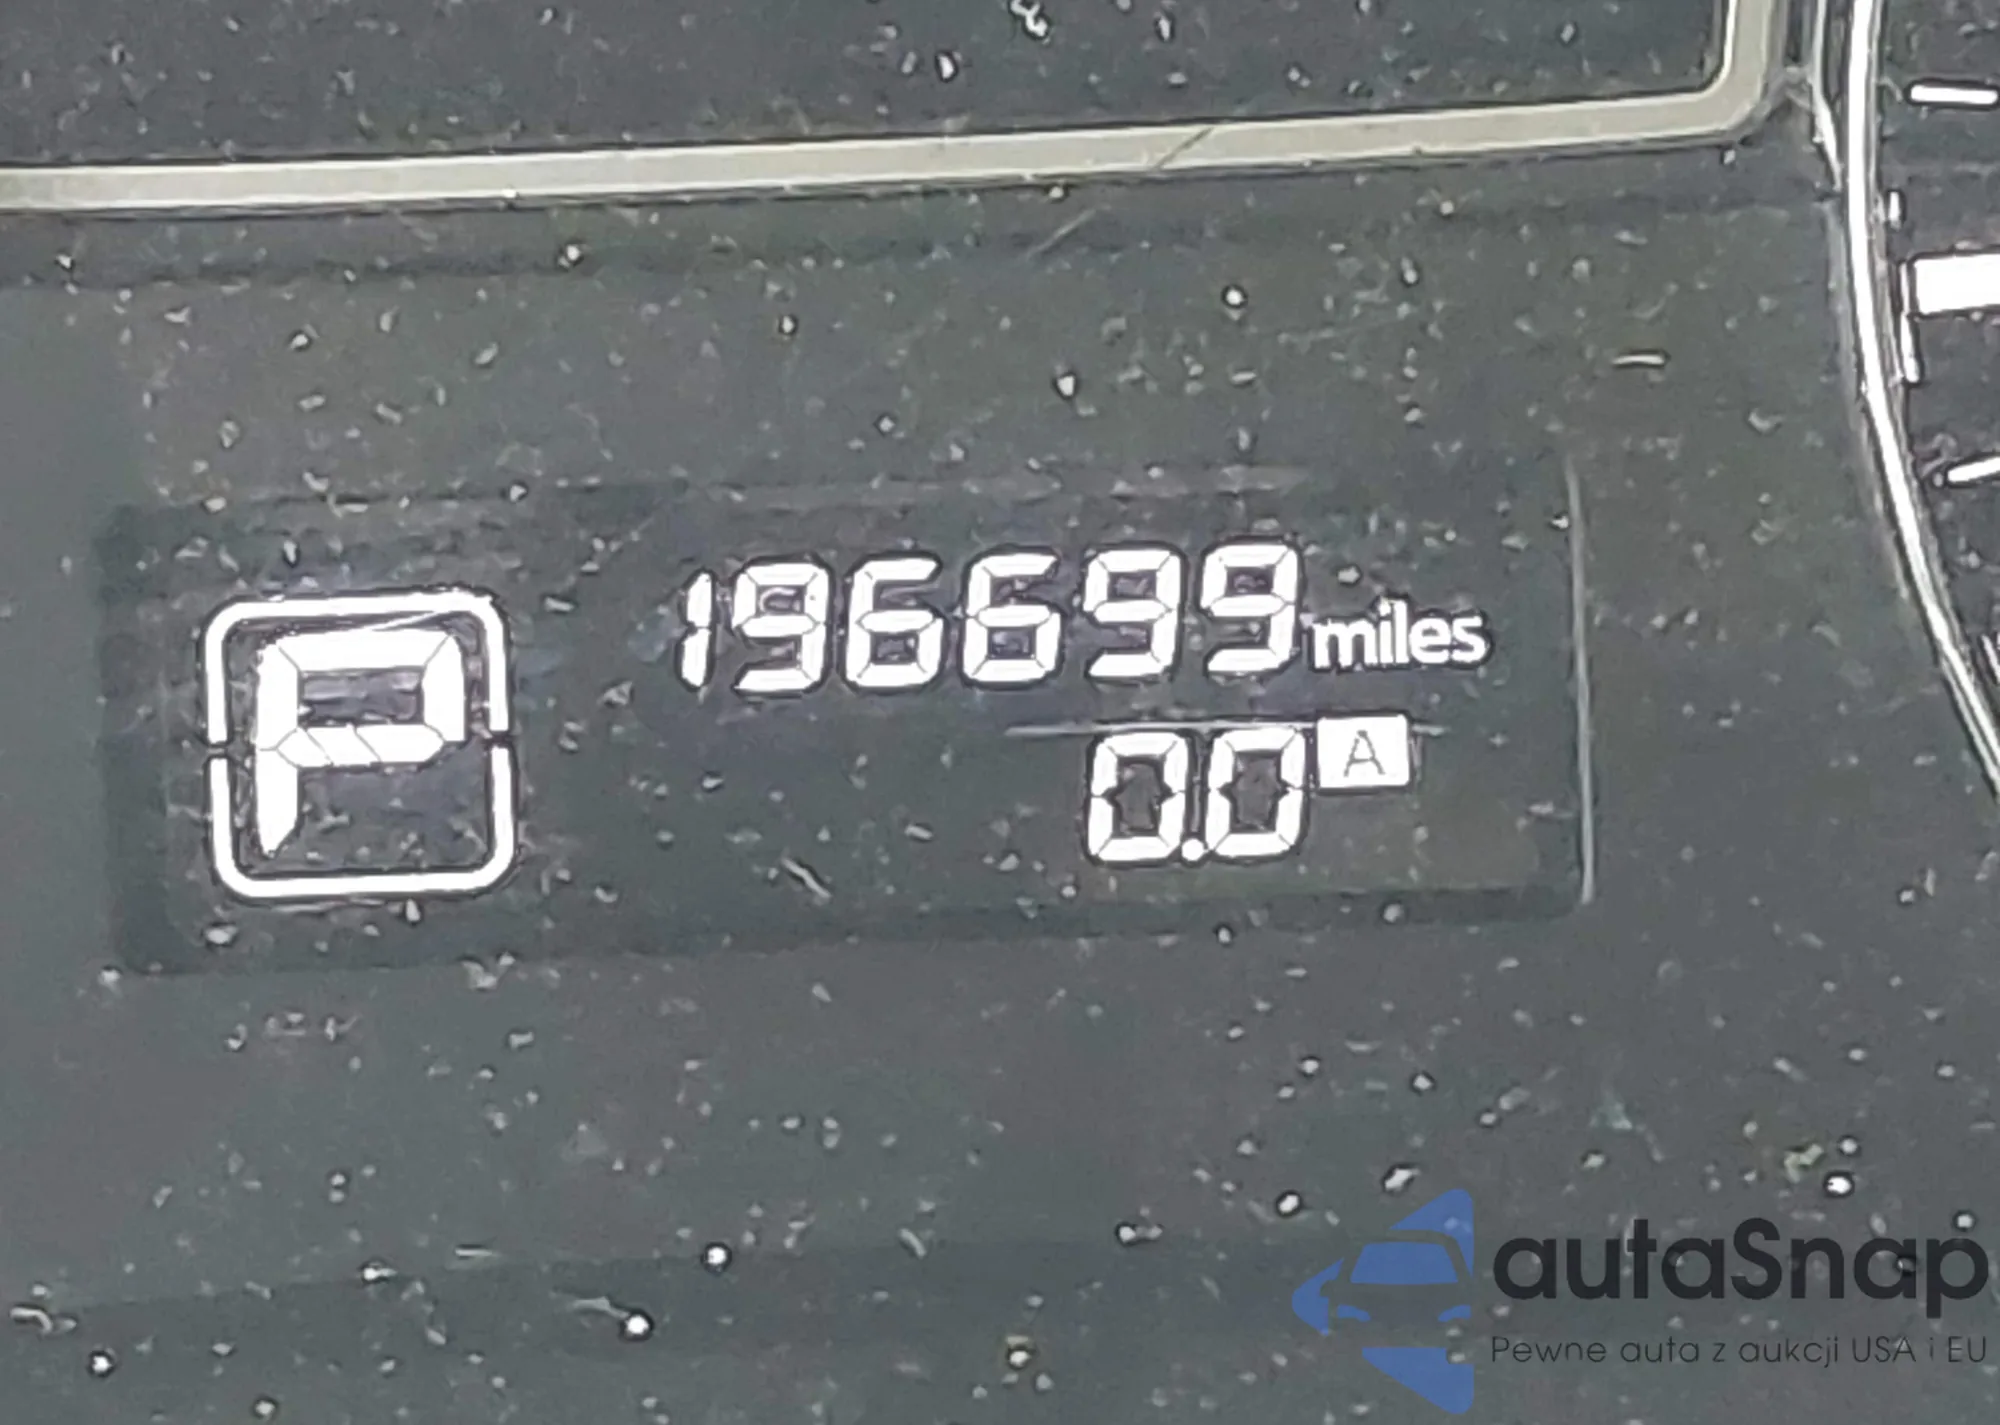 P
196699 miles
0.0 A
autaSnap
Pewne auta z aukcji USA i EU